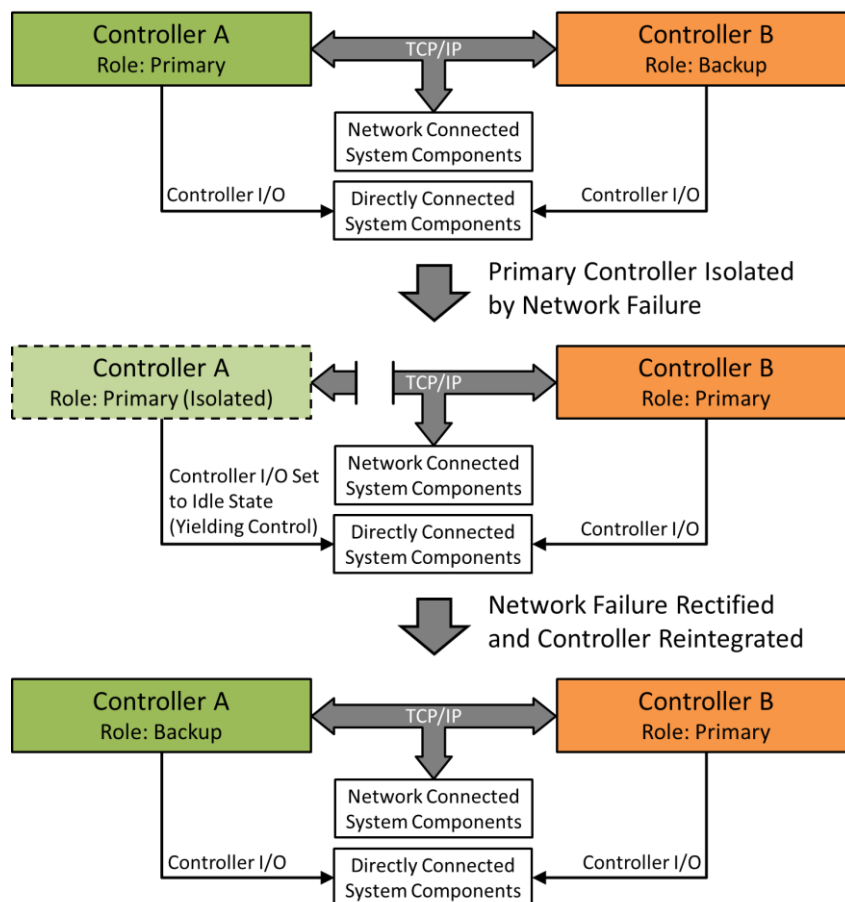 Controller A
Role: Primary
TCP/IP
Controller B
Role: Backup
Network Connected
System Components
Controller I/O
Directly Connected
System Components
Controller I/O
Primary Controller Isolated
by Network Failure
Controller A
Role: Primary (Isolated)
TCP/IP
Controller B
Role: Primary
Network Connected
System Components
Controller I/O Set
to Idle State
(Yielding Control)
Directly Connected
System Components
Controller I/O
Network Failure Rectified
and Controller Reintegrated
Controller A
Role: Backup
TCP/IP
Controller B
Role: Primary
Network Connected
System Components
Controller I/O
Directly Connected
System Components
Controller I/O